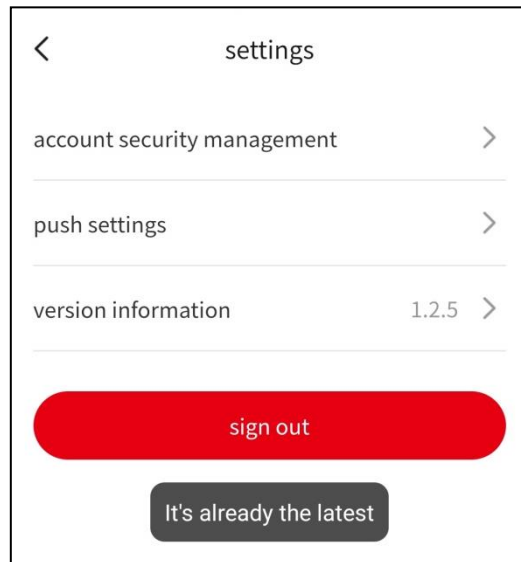 settings
account security management
push settings
version information 1.2.5
sign out
It's already the latest